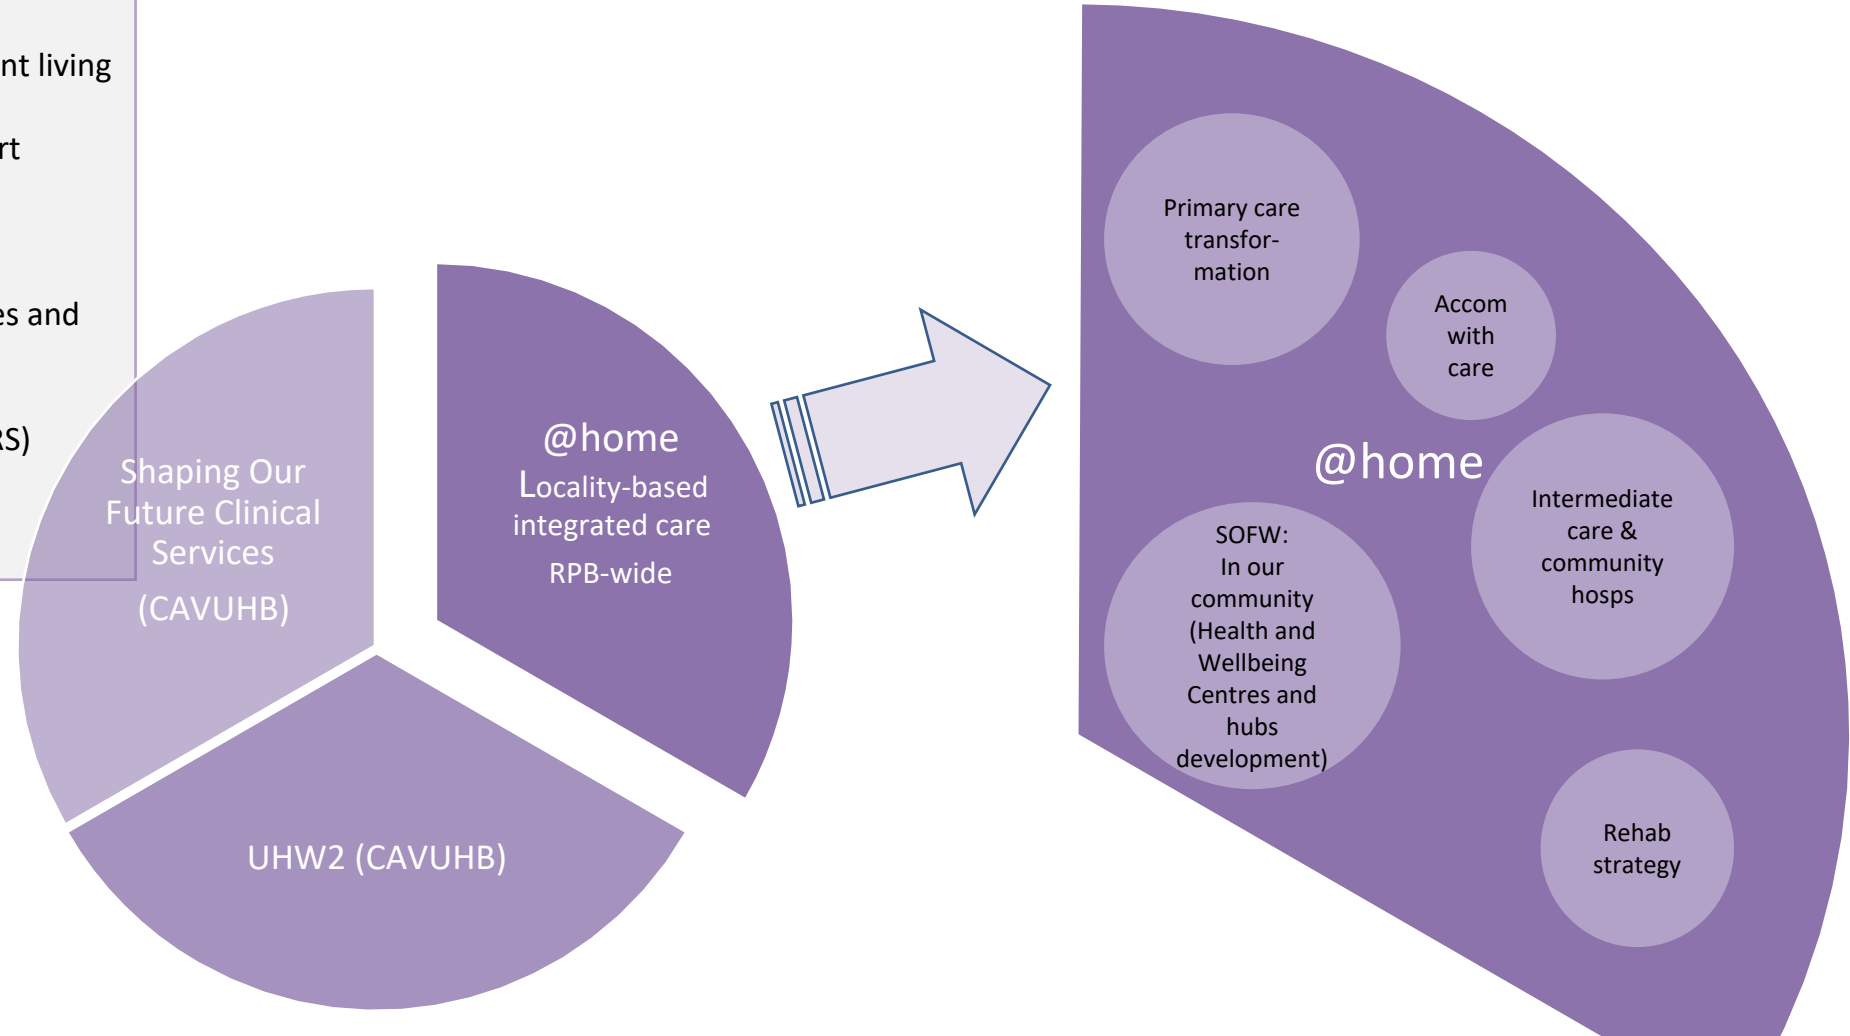 nt living
rt
es and
RS)
Shaping Our
Future Clinical
Services
(CAVUHB)
@home
Locality-based
integrated care
RPB-wide
UHW2 (CAVUHB)
Primary care
transfor-
mation
Accom
with
care
@home
Intermediate
care &
community
hosps
SOFW:
In our
community
(Health and
Wellbeing
Centres and
hubs
development)
Rehab
strategy